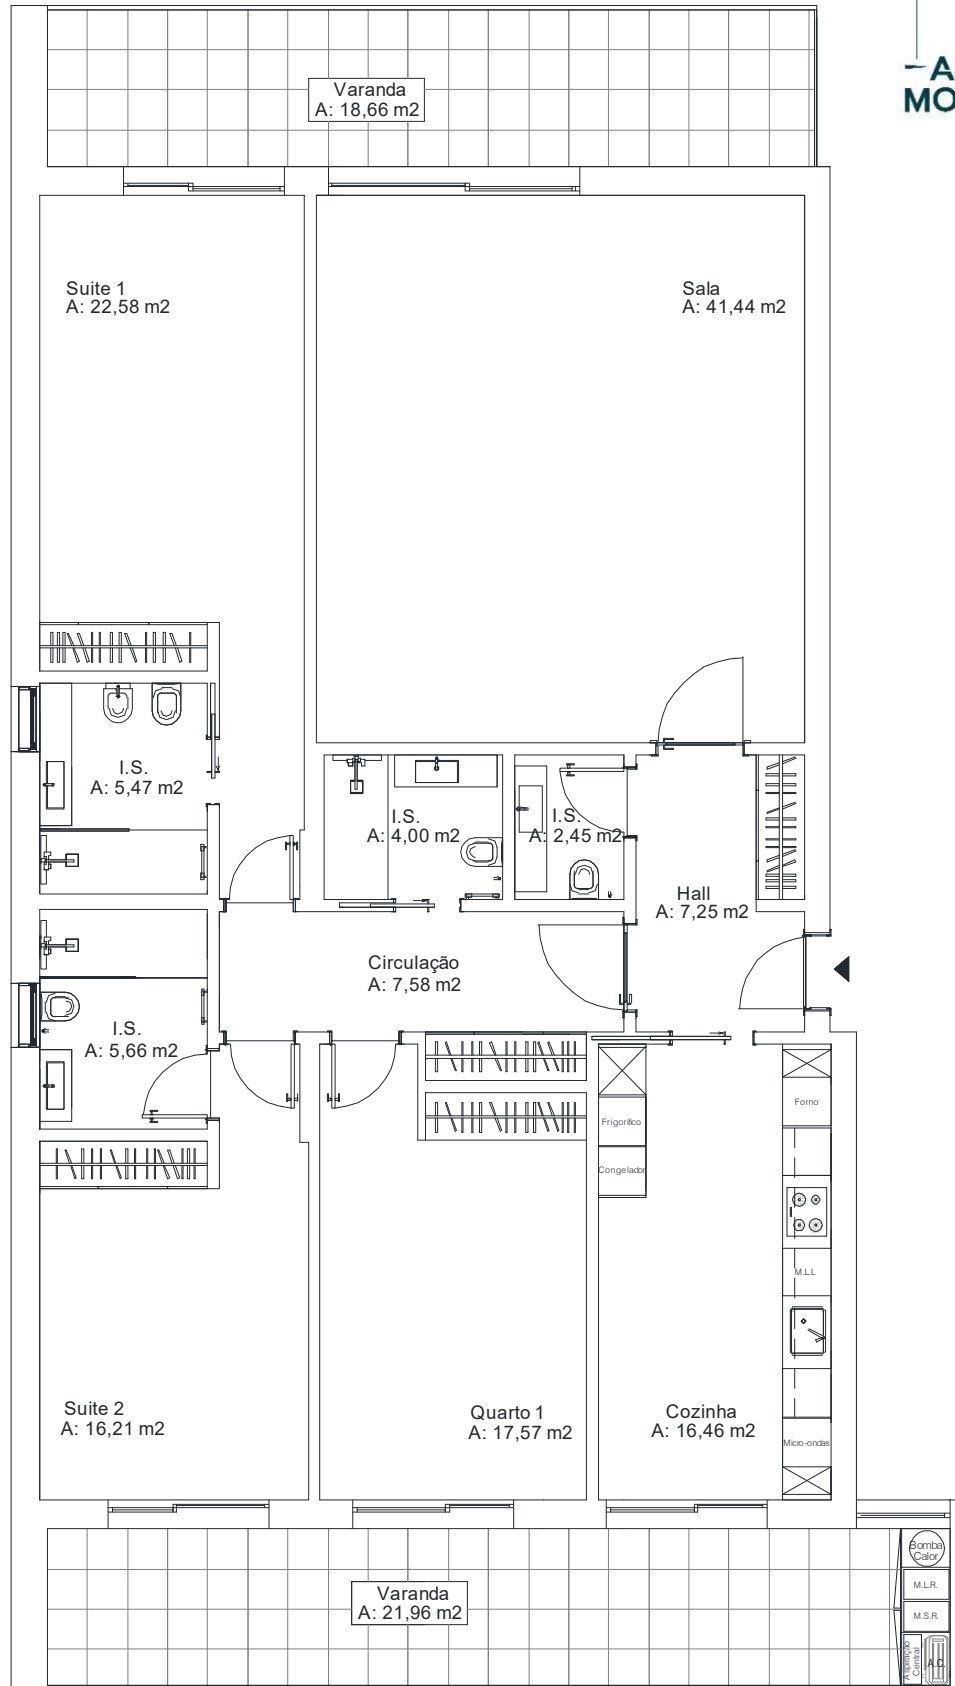 A
MO
Varanda
A: 18,66 m2
Suite 1
A: 22,58 m2
Sala
A: 41,44 m2
I.S.
A: 5,47 m2
I.S.
A: 4,00 m2
I.S.
A: 2,45 m2
Hall
A: 7,25 m2
Circulação
A: 7,58 m2
I.S.
A: 5,66 m2
Frigorífico
Congelador
Forno
M.L.L
Suite 2
A: 16,21 m2
Quarto 1
A: 17,57 m2
Cozinha
A: 16,46 m2
Micro-ondas
Varanda
A: 21,96 m2
Bomba
Calor
M.L.R.
M.S.R.
Aspiração
Central
A.C.